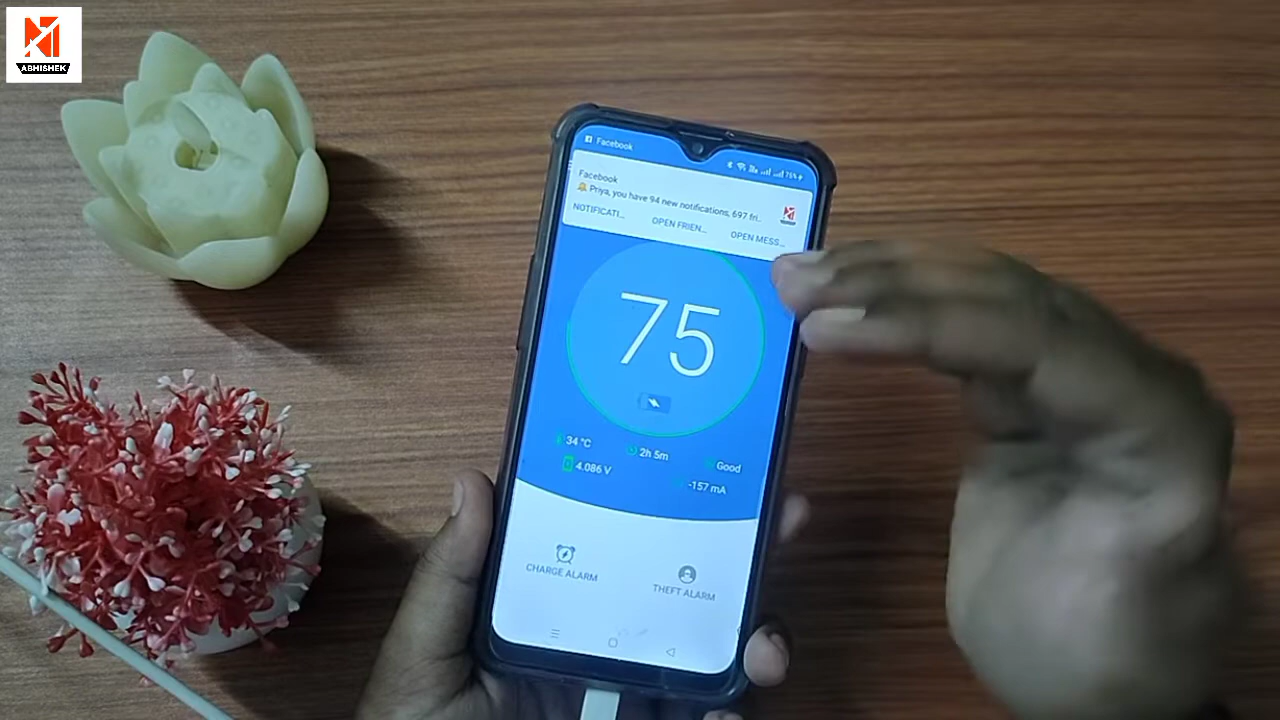 ABHISHEK
Facebook
75%
Facebook
Priya, you have 94 new notifications, 697 fri..
NOTIFICATI... OPEN FRIEN... OPEN MESS...
75
34 °C 2h 5m Good
4.086 V -157 mA
CHARGE ALARM THEFT ALARM